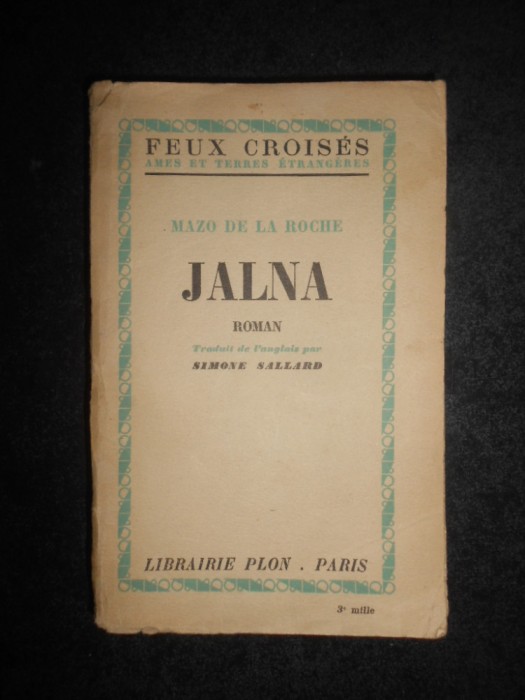 FEUX CROISÉS
AMES ET TERRES ÉTRANGÈRES
MAZO DE LA ROCHE
JALNA
ROMAN
Traduit de l'anglais par
SIMONE SALLARD
LIBRAIRIE PLON . PARIS
3e mille